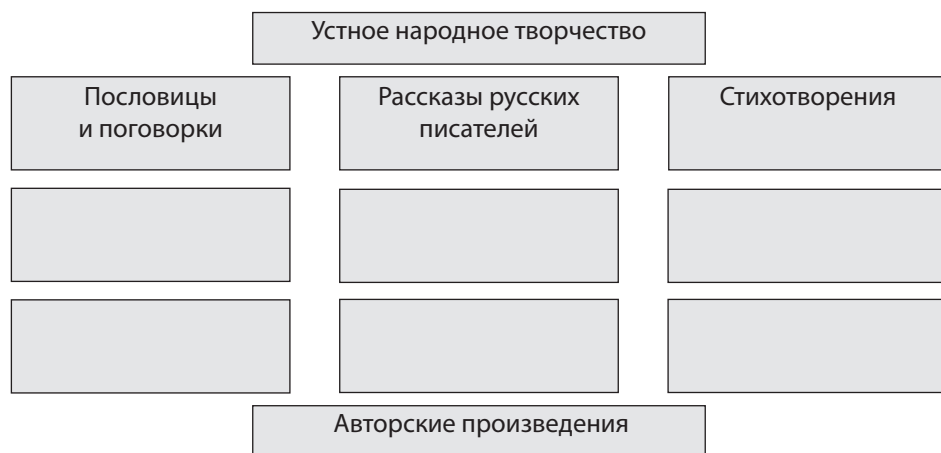 Устное народное творчество
Пословицы
и поговорки
Рассказы русских
писателей
Стихотворения
Авторские произведения